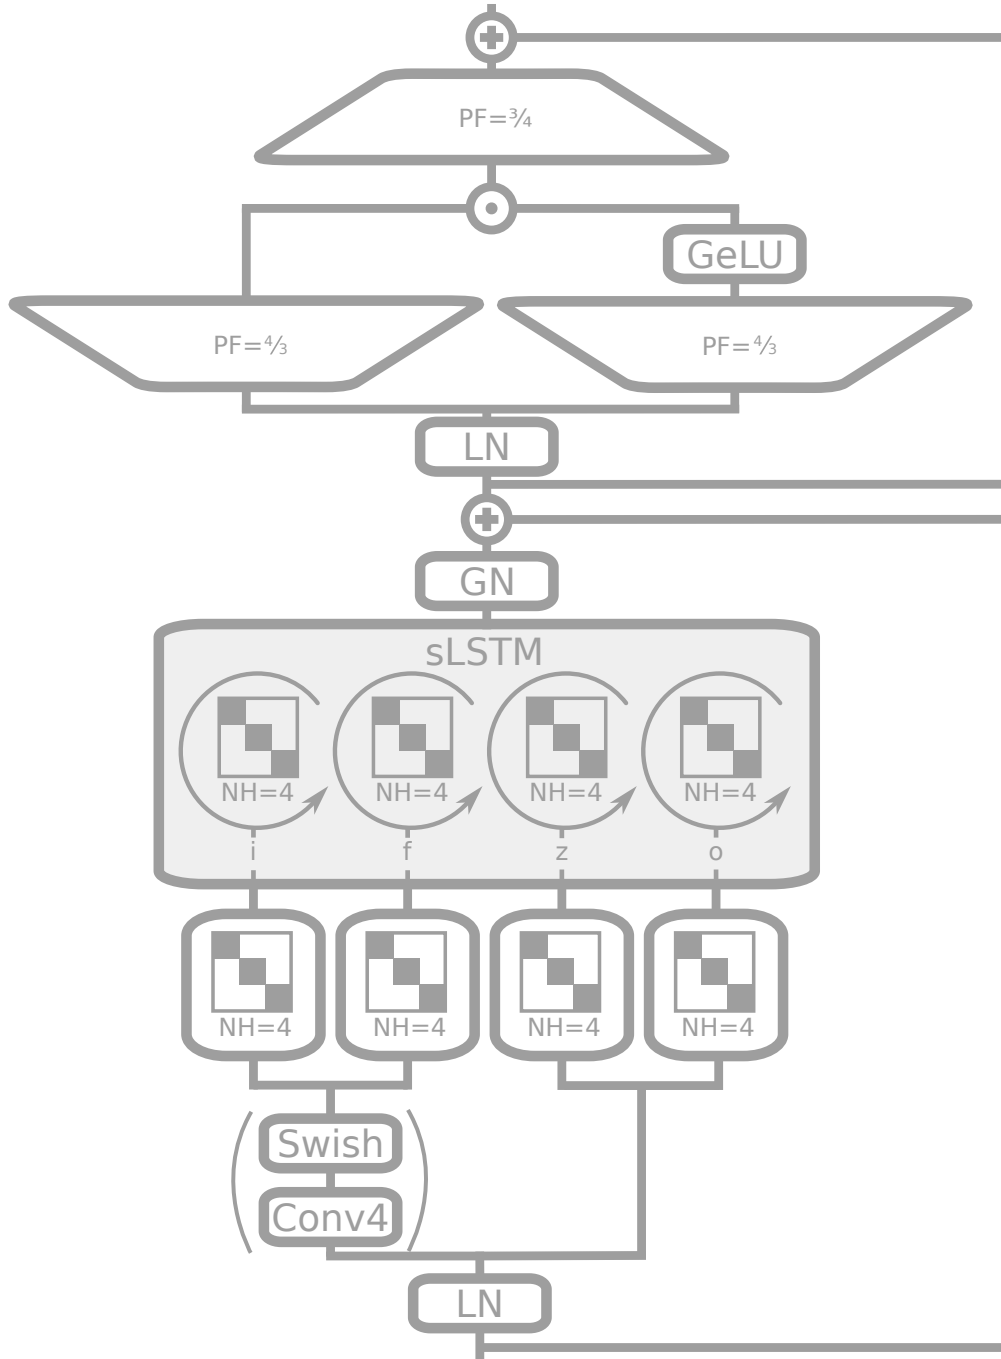 PF=¾
GeLU
PF=⁴⁄₃ PF=⁴⁄₃
LN
GN
sLSTM
NH=4 NH=4 NH=4 NH=4
i f z o
NH=4 NH=4 NH=4 NH=4
Swish
Conv4
LN